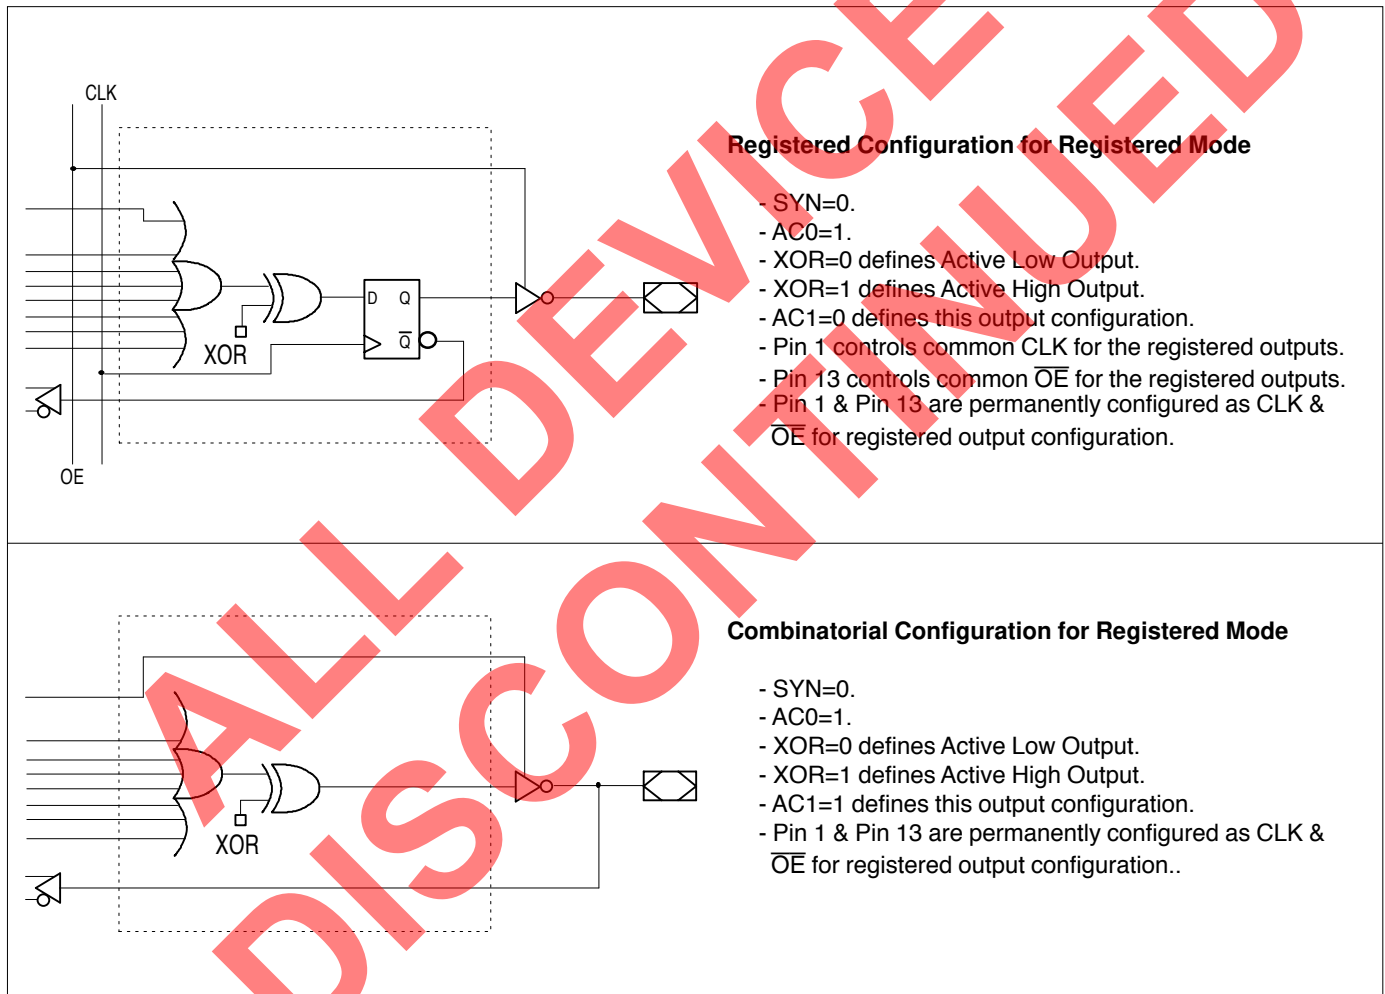 CLK
D Q
Q̅
XOR
OE
Registered Configuration for Registered Mode
- SYN=0.
- AC0=1.
- XOR=0 defines Active Low Output.
- XOR=1 defines Active High Output.
- AC1=0 defines this output configuration.
- Pin 1 controls common CLK for the registered outputs.
- Pin 13 controls common O̅E̅ for the registered outputs.
- Pin 1 & Pin 13 are permanently configured as CLK &
O̅E̅ for registered output configuration.
XOR
Combinatorial Configuration for Registered Mode
- SYN=0.
- AC0=1.
- XOR=0 defines Active Low Output.
- XOR=1 defines Active High Output.
- AC1=1 defines this output configuration.
- Pin 1 & Pin 13 are permanently configured as CLK &
O̅E̅ for registered output configuration..
ALL DEVICE
DISCONTINUED